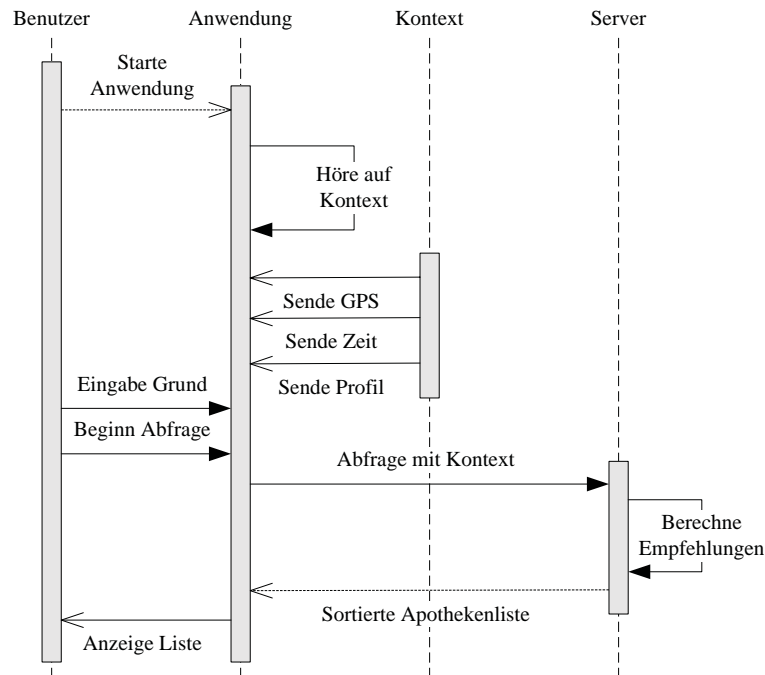 Benutzer
Anwendung
Kontext
Server
Starte
Anwendung
Höre auf
Kontext
Sende GPS
Sende Zeit
Sende Profil
Eingabe Grund
Beginn Abfrage
Abfrage mit Kontext
Berechne
Empfehlungen
Sortierte Apothekenliste
Anzeige Liste